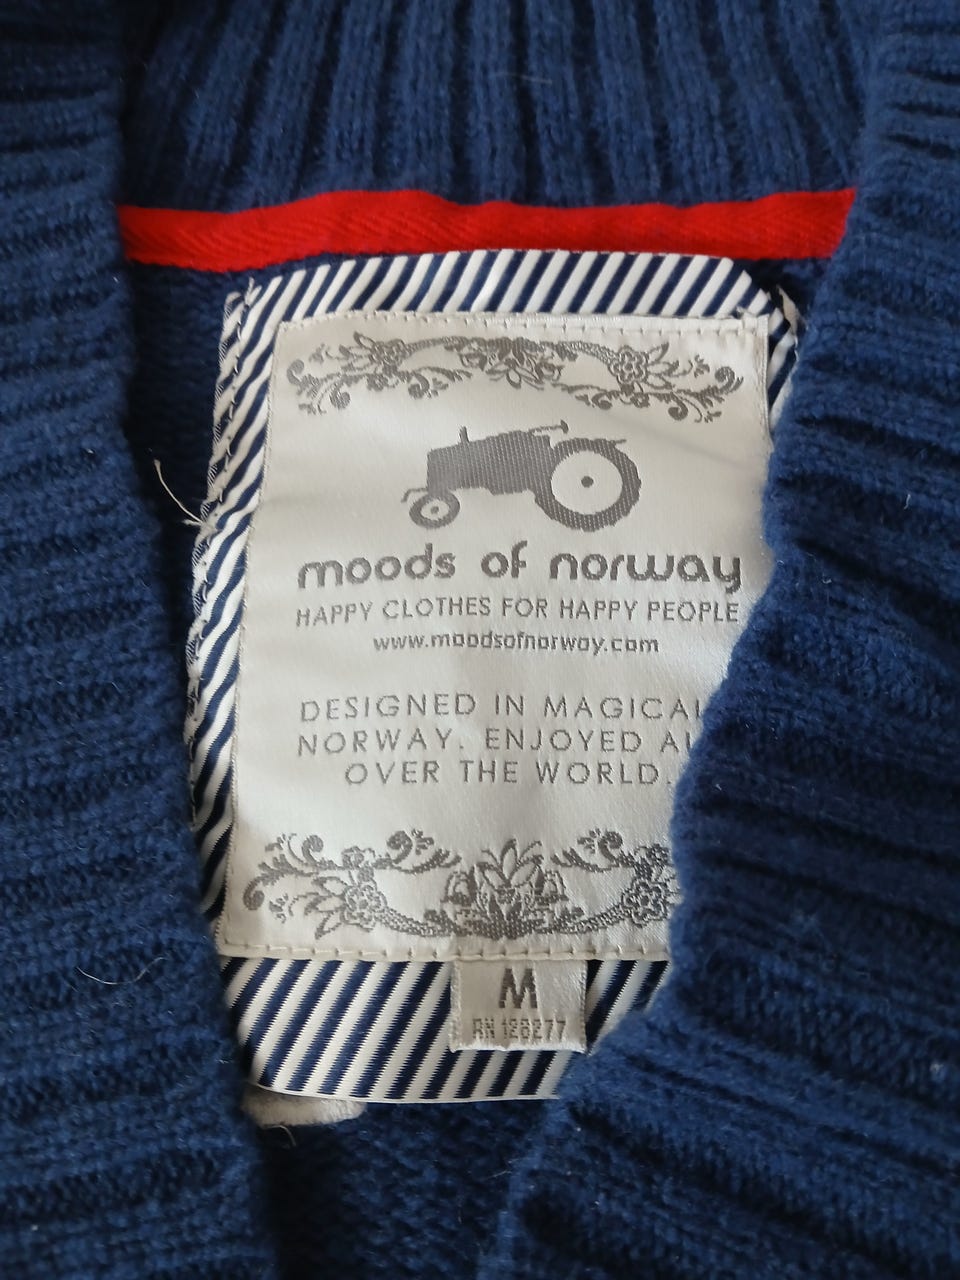 moods of norway
HAPPY CLOTHES FOR HAPPY PEOPLE
www.moodsofnorway.com
DESIGNED IN MAGICAL
NORWAY. ENJOYED
OVER THE WORLD.
M
RN 128277